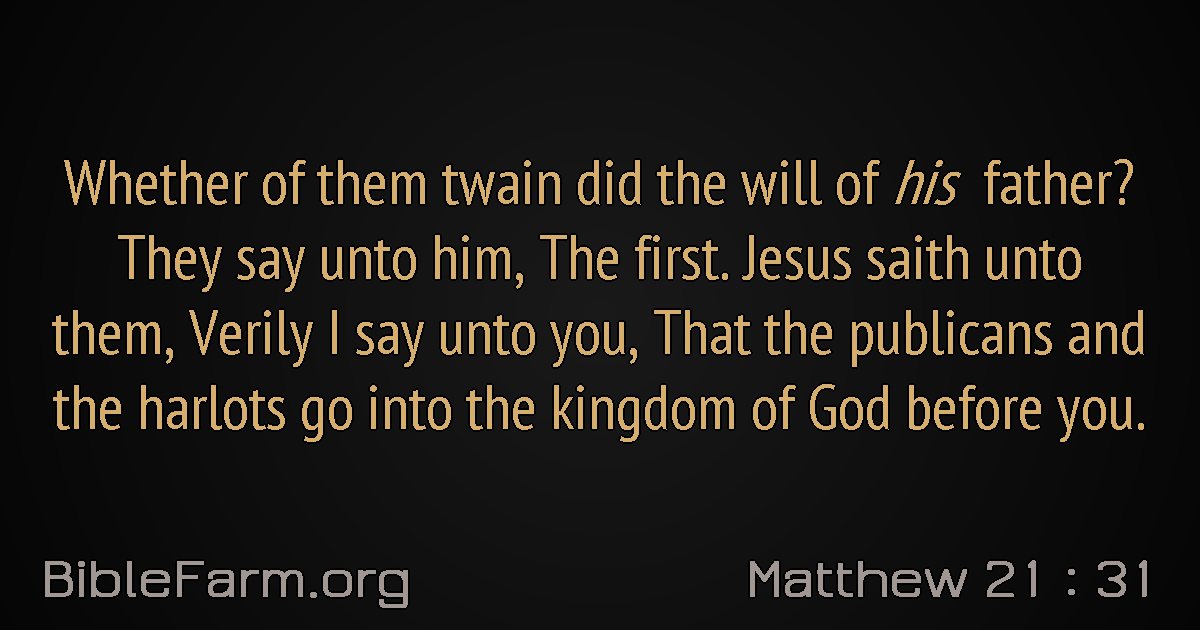 Whether of them twain did the will of his father?
They say unto him, The first. Jesus saith unto
them, Verily I say unto you, That the publicans and
the harlots go into the kingdom of God before you.
BibleFarm.org
Matthew 21 : 31